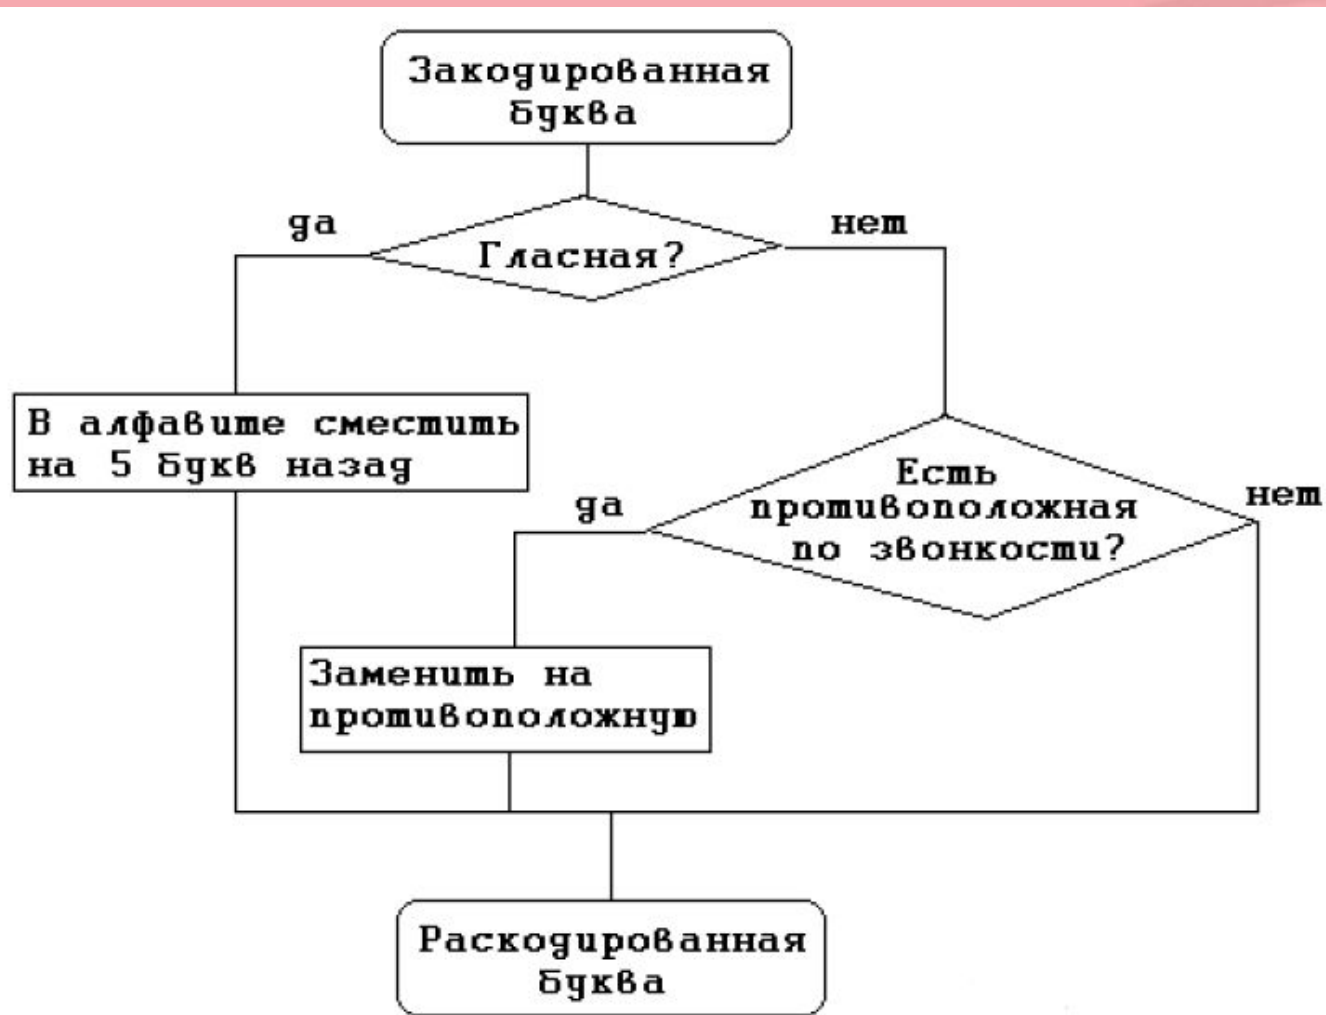 Закодированная
буква
да
нет
Гласная?
В алфавите сместить
на 5 букв назад
Есть
противоположная
по звонкости?
да
нет
Заменить на
противоположную
Раскодированная
буква